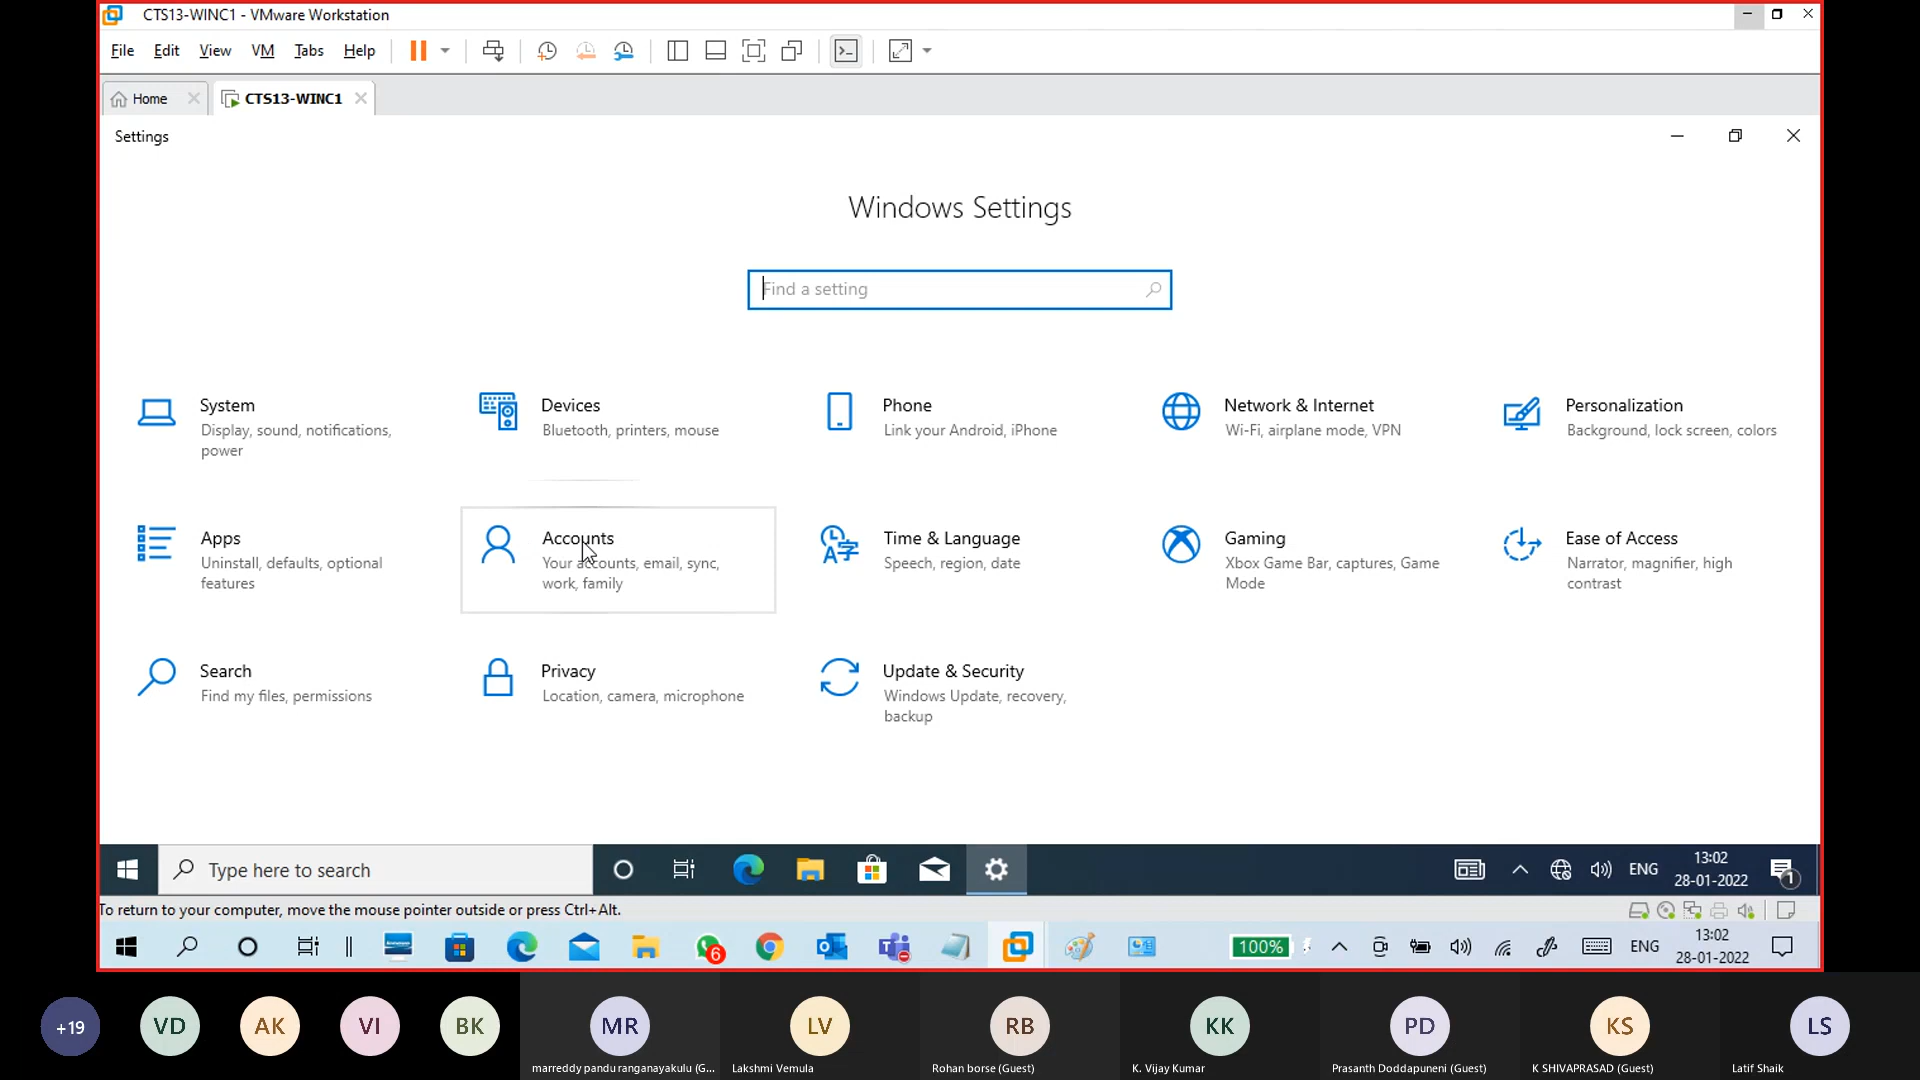 CTS13-WINC1 - VMware Workstation
File Edit View VM Tabs Help
Home CTS13-WINC1
Settings
Windows Settings
Find a setting
System
Display, sound, notifications,
power
Devices
Bluetooth, printers, mouse
Phone
Link your Android, iPhone
Network & Internet
Wi-Fi, airplane mode, VPN
Personalization
Background, lock screen, colors
Apps
Uninstall, defaults, optional
features
Accounts
Your accounts, email, sync,
work, family
Time & Language
Speech, region, date
Gaming
Xbox Game Bar, captures, Game
Mode
Ease of Access
Narrator, magnifier, high
contrast
Search
Find my files, permissions
Privacy
Location, camera, microphone
Update & Security
Windows Update, recovery,
backup
Type here to search
ENG
13:02
28-01-2022
1
To return to your computer, move the mouse pointer outside or press Ctrl+Alt.
6
100%
ENG
13:02
28-01-2022
+19 VD AK VI BK MR LV RB KK PD KS LS
marreddy pandu ranganayakulu (G... Lakshmi Vemula Rohan borse (Guest) K. Vijay Kumar Prasanth Doddapuneni (Guest) K SHIVAPRASAD (Guest) Latif Shaik